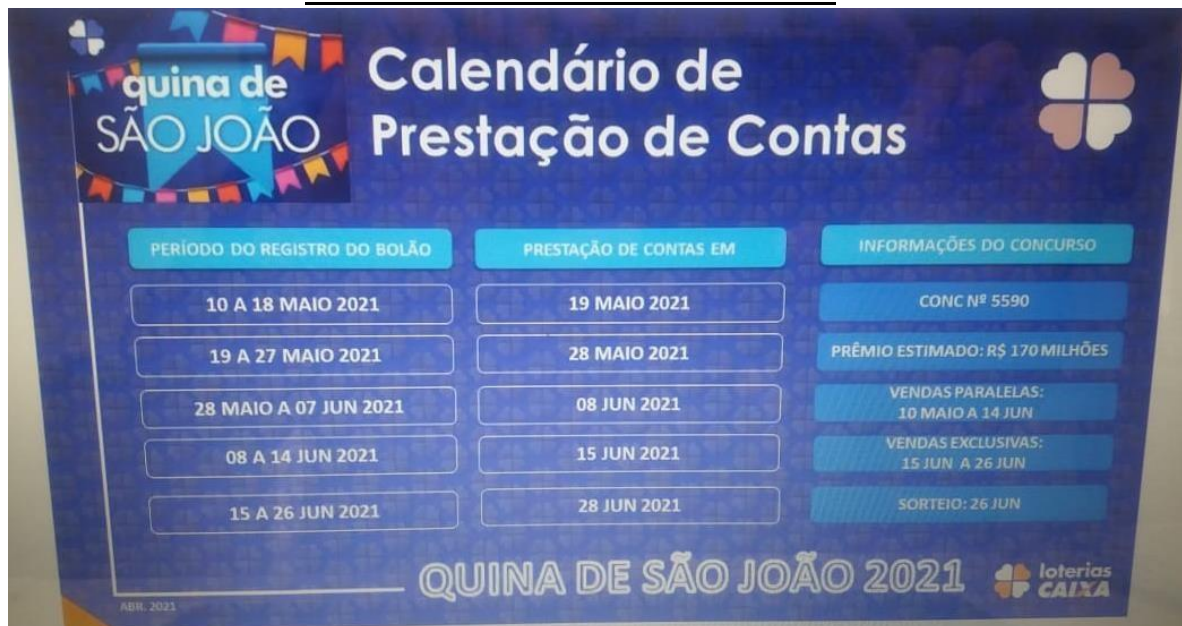 quina de
SÃO JOÃO
Calendário de
Prestação de Contas
PERÍODO DO REGISTRO DO BOLÃO
PRESTAÇÃO DE CONTAS EM
INFORMAÇÕES DO CONCURSO
10 A 18 MAIO 2021
19 MAIO 2021
CONC Nº 5590
19 A 27 MAIO 2021
28 MAIO 2021
PRÊMIO ESTIMADO: R$ 170 MILHÕES
28 MAIO A 07 JUN 2021
08 JUN 2021
VENDAS PARALELAS:
10 MAIO A 14 JUN
08 A 14 JUN 2021
15 JUN 2021
VENDAS EXCLUSIVAS:
15 JUN A 26 JUN
15 A 26 JUN 2021
28 JUN 2021
SORTEIO: 26 JUN
QUINA DE SÃO JOÃO 2021
loterias
CAIXA
ABR. 2021